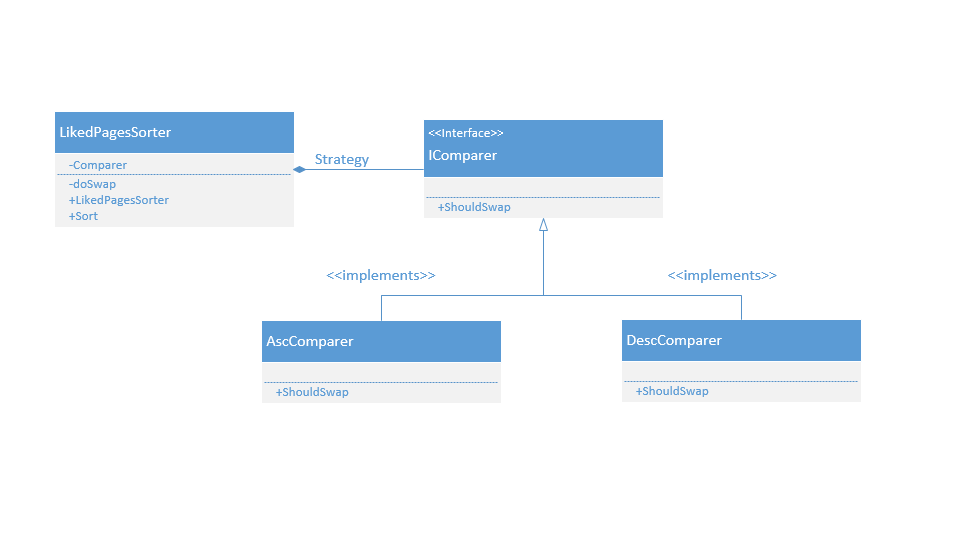 LikedPagesSorter
-Comparer
-doSwap
+LikedPagesSorter
+Sort
Strategy
<<Interface>>
IComparer
+ShouldSwap
<<implements>>
<<implements>>
AscComparer
+ShouldSwap
DescComparer
+ShouldSwap